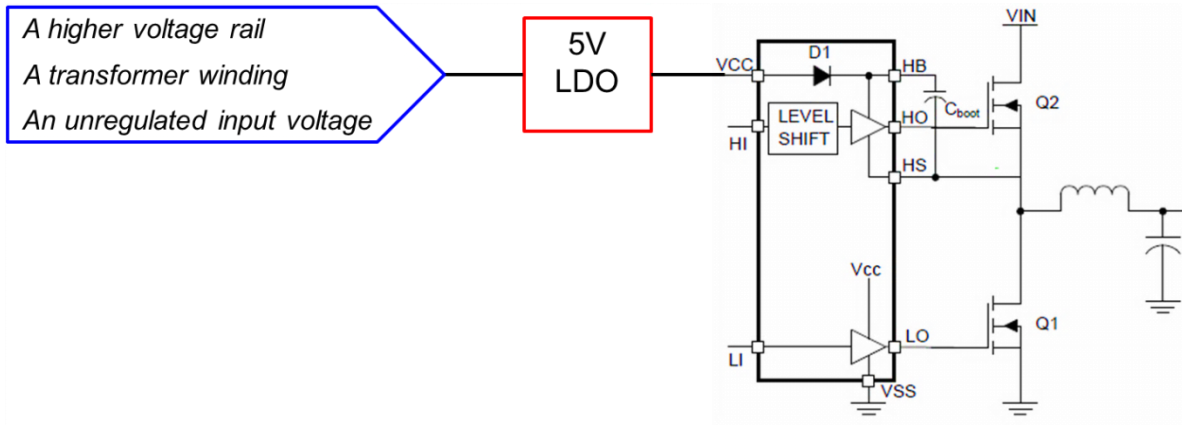 A higher voltage rail
A transformer winding
An unregulated input voltage
5V
LDO
VIN
D1
VCC
HB
Q2
Cboot
LEVEL
SHIFT
HO
HI
HS
Vcc
Q1
LO
LI
VSS